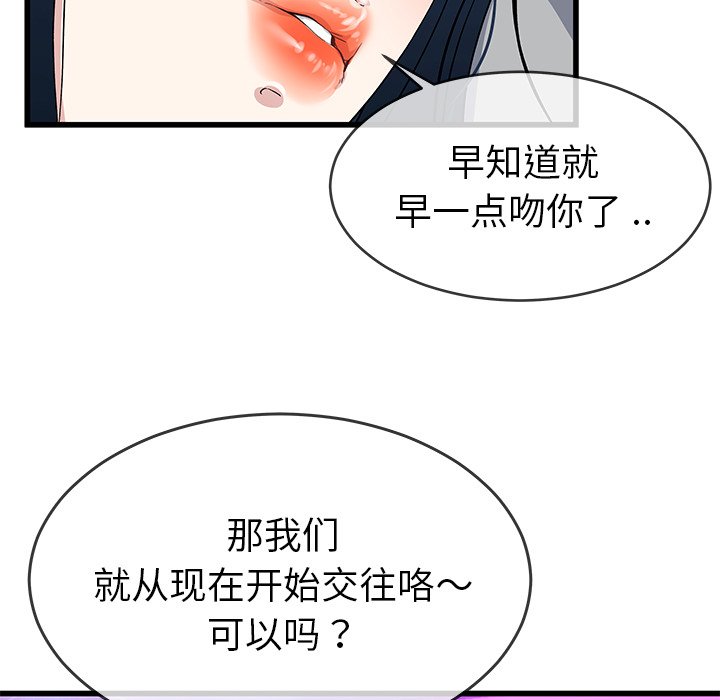 早知道就
早一点吻你了 ..
那我们
就从现在开始交往咯～
可以吗？